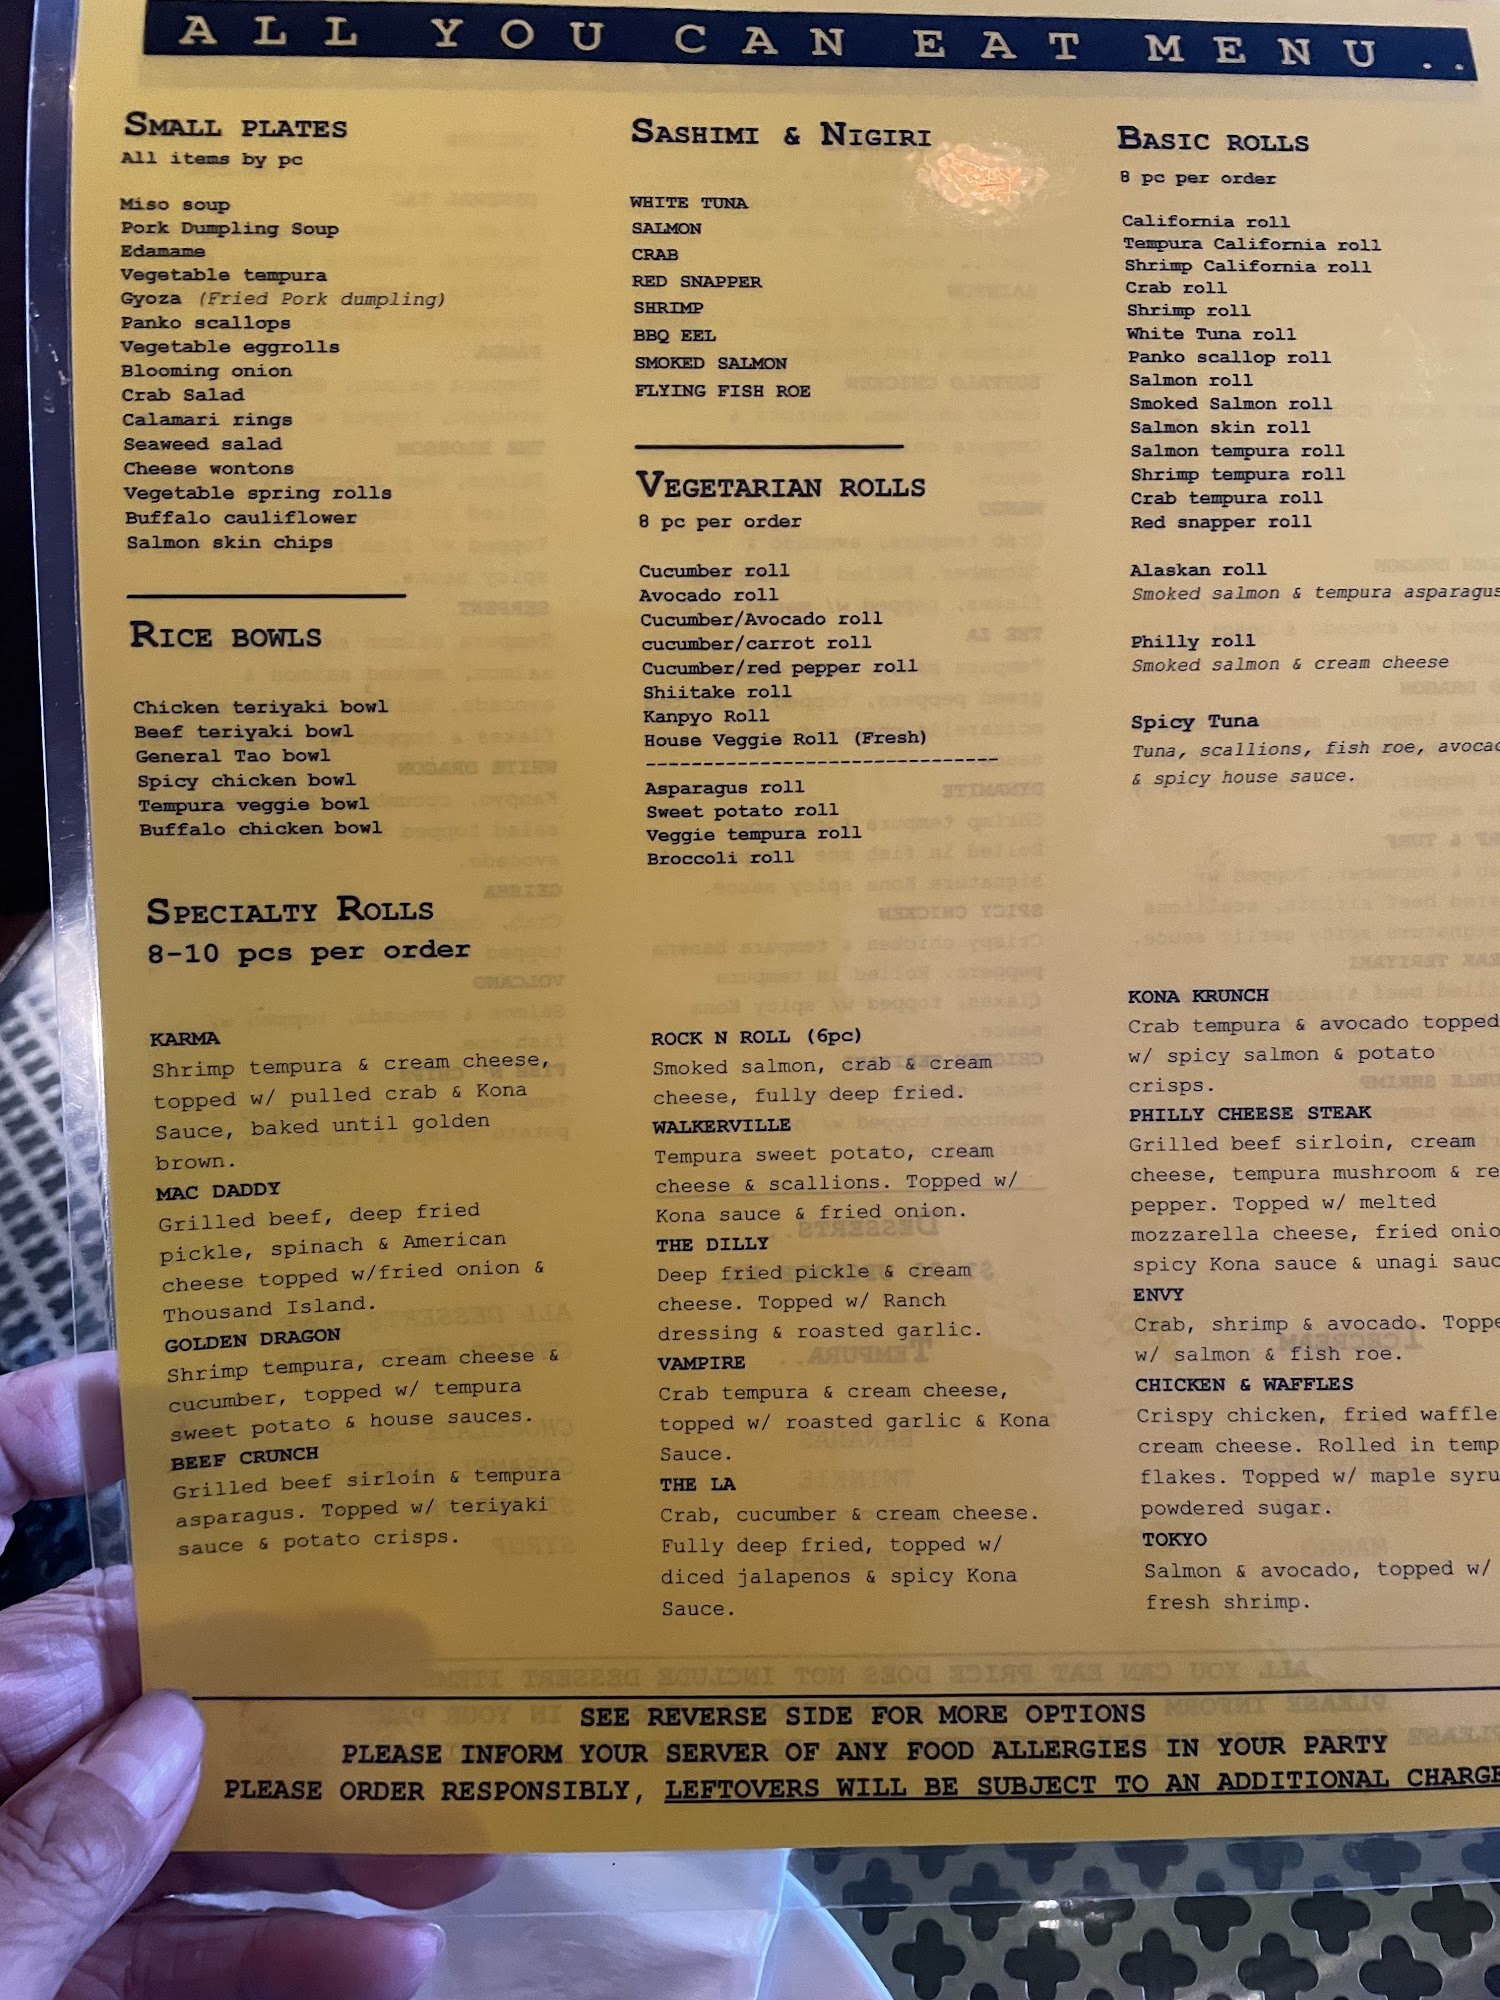 ALL YOU CAN EAT MENU ..
SMALL PLATES
All items by pc
Miso soup
Pork Dumpling Soup
Edamame
Vegetable tempura
Gyoza (Fried Pork dumpling)
Panko scallops
Vegetable eggrolls
Blooming onion
Crab Salad
Calamari rings
Seaweed salad
Cheese wontons
Vegetable spring rolls
Buffalo cauliflower
Salmon skin chips
RICE BOWLS
Chicken teriyaki bowl
Beef teriyaki bowl
General Tao bowl
Spicy chicken bowl
Tempura veggie bowl
Buffalo chicken bowl
SASHIMI & NIGIRI
WHITE TUNA
SALMON
CRAB
RED SNAPPER
SHRIMP
BBQ EEL
SMOKED SALMON
FLYING FISH ROE
VEGETARIAN ROLLS
8 pc per order
Cucumber roll
Avocado roll
Cucumber/Avocado roll
cucumber/carrot roll
Cucumber/red pepper roll
Shiitake roll
Kanpyo Roll
House Veggie Roll (Fresh)
------------------------------
Asparagus roll
Sweet potato roll
Veggie tempura roll
Broccoli roll
BASIC ROLLS
8 pc per order
California roll
Tempura California roll
Shrimp California roll
Crab roll
Shrimp roll
White Tuna roll
Panko scallop roll
Salmon roll
Smoked Salmon roll
Salmon skin roll
Salmon tempura roll
Shrimp tempura roll
Crab tempura roll
Red snapper roll
Alaskan roll
Smoked salmon & tempura asparagus
Philly roll
Smoked salmon & cream cheese
Spicy Tuna
Tuna, scallions, fish roe, avocad
& spicy house sauce.
SPECIALTY ROLLS
8-10 pcs per order
KARMA
Shrimp tempura & cream cheese,
topped w/ pulled crab & Kona
Sauce, baked until golden
brown.
MAC DADDY
Grilled beef, deep fried
pickle, spinach & American
cheese topped w/fried onion &
Thousand Island.
GOLDEN DRAGON
Shrimp tempura, cream cheese &
cucumber, topped w/ tempura
sweet potato & house sauces.
BEEF CRUNCH
Grilled beef sirloin & tempura
asparagus. Topped w/ teriyaki
sauce & potato crisps.
ROCK N ROLL (6pc)
Smoked salmon, crab & cream
cheese, fully deep fried.
WALKERVILLE
Tempura sweet potato, cream
cheese & scallions. Topped w/
Kona sauce & fried onion.
THE DILLY
Deep fried pickle & cream
cheese. Topped w/ Ranch
dressing & roasted garlic.
VAMPIRE
Crab tempura & cream cheese,
topped w/ roasted garlic & Kona
Sauce.
THE LA
Crab, cucumber & cream cheese.
Fully deep fried, topped w/
diced jalapenos & spicy Kona
Sauce.
KONA KRUNCH
Crab tempura & avocado topped
w/ spicy salmon & potato
crisps.
PHILLY CHEESE STEAK
Grilled beef sirloin, cream
cheese, tempura mushroom & re
pepper. Topped w/ melted
mozzarella cheese, fried onio
spicy Kona sauce & unagi sauc
ENVY
Crab, shrimp & avocado. Toppe
w/ salmon & fish roe.
CHICKEN & WAFFLES
Crispy chicken, fried waffle
cream cheese. Rolled in temp
flakes. Topped w/ maple syru
powdered sugar.
TOKYO
Salmon & avocado, topped w/
fresh shrimp.
SEE REVERSE SIDE FOR MORE OPTIONS
PLEASE INFORM YOUR SERVER OF ANY FOOD ALLERGIES IN YOUR PARTY
PLEASE ORDER RESPONSIBLY, LEFTOVERS WILL BE SUBJECT TO AN ADDITIONAL CHARGE